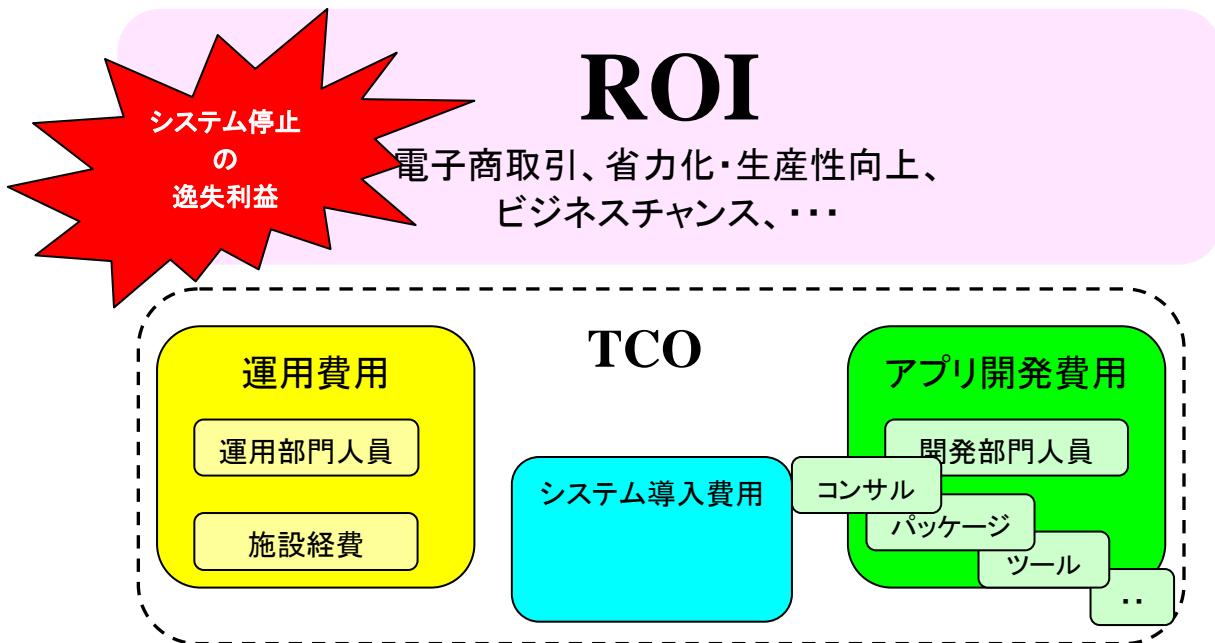 ROI
システム停止
の
逸失利益
電子商取引、省力化・生産性向上、
ビジネスチャンス、・・・
TCO
運用費用
運用部門人員
施設経費
システム導入費用
アプリ開発費用
開発部門人員
コンサル
パッケージ
ツール
・・